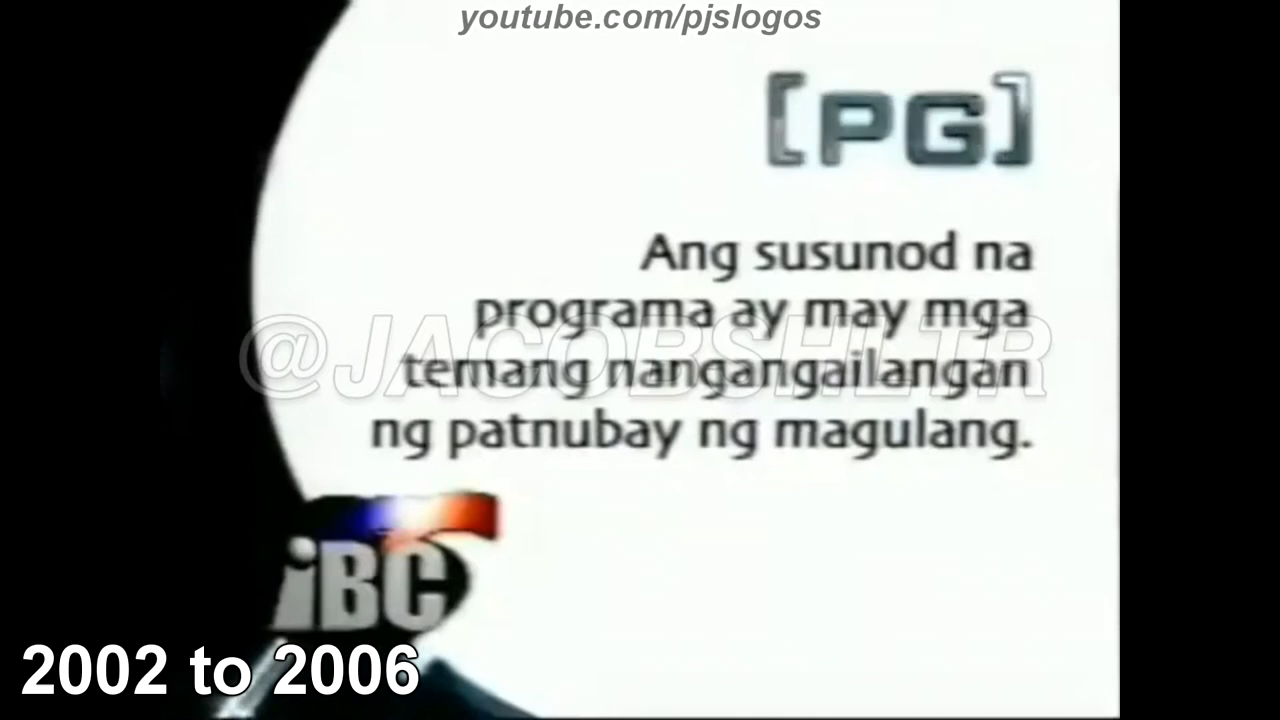 youtube.com/pjslogos
[PG]
Ang susunod na
programa ay may mga
temang nangangailangan
ng patnubay ng magulang.
@JACOBSHLTR
iBC
2002 to 2006